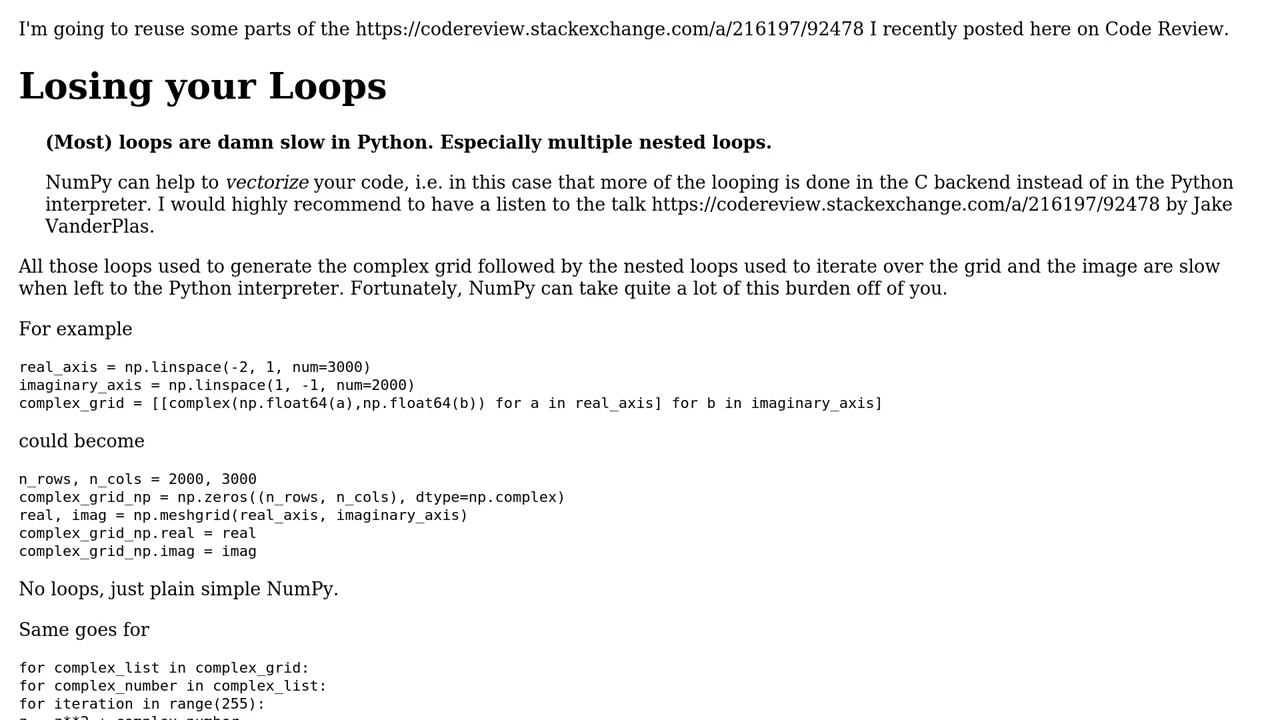 I'm going to reuse some parts of the https://codereview.stackexchange.com/a/216197/92478 I recently posted here on Code Review.
Losing your Loops
(Most) loops are damn slow in Python. Especially multiple nested loops.
NumPy can help to vectorize your code, i.e. in this case that more of the looping is done in the C backend instead of in the Python
interpreter. I would highly recommend to have a listen to the talk https://codereview.stackexchange.com/a/216197/92478 by Jake
VanderPlas.
All those loops used to generate the complex grid followed by the nested loops used to iterate over the grid and the image are slow
when left to the Python interpreter. Fortunately, NumPy can take quite a lot of this burden off of you.
For example
real_axis = np.linspace(-2, 1, num=3000)
imaginary_axis = np.linspace(1, -1, num=2000)
complex_grid = [[complex(np.float64(a),np.float64(b)) for a in real_axis] for b in imaginary_axis]
could become
n_rows, n_cols = 2000, 3000
complex_grid_np = np.zeros((n_rows, n_cols), dtype=np.complex)
real, imag = np.meshgrid(real_axis, imaginary_axis)
complex_grid_np.real = real
complex_grid_np.imag = imag
No loops, just plain simple NumPy.
Same goes for
for complex_list in complex_grid:
for complex_number in complex_list:
for iteration in range(255):